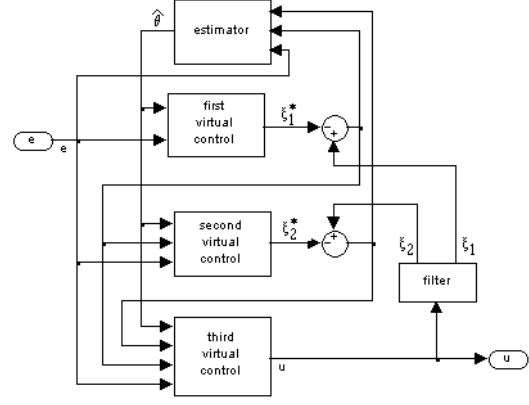 θ̂
estimator
first
virtual
control
ξ₁*
-
+
e
e
second
virtual
control
ξ₂*
+
-
ξ₂
ξ₁
filter
third
virtual
control
u
u